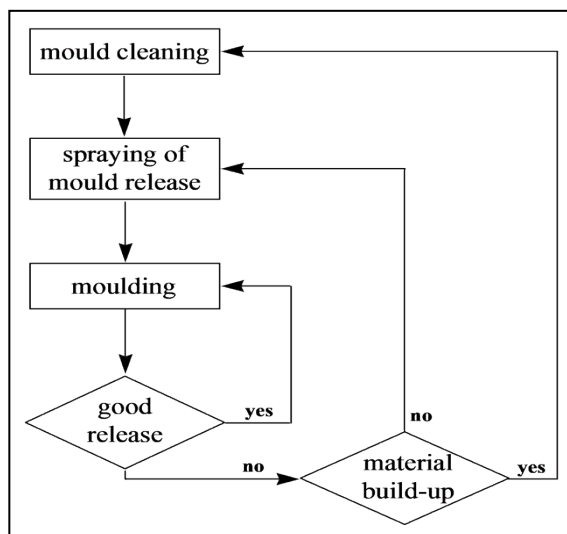 mould cleaning
spraying of
mould release
moulding
good
release
yes
no
no
material
build-up
yes